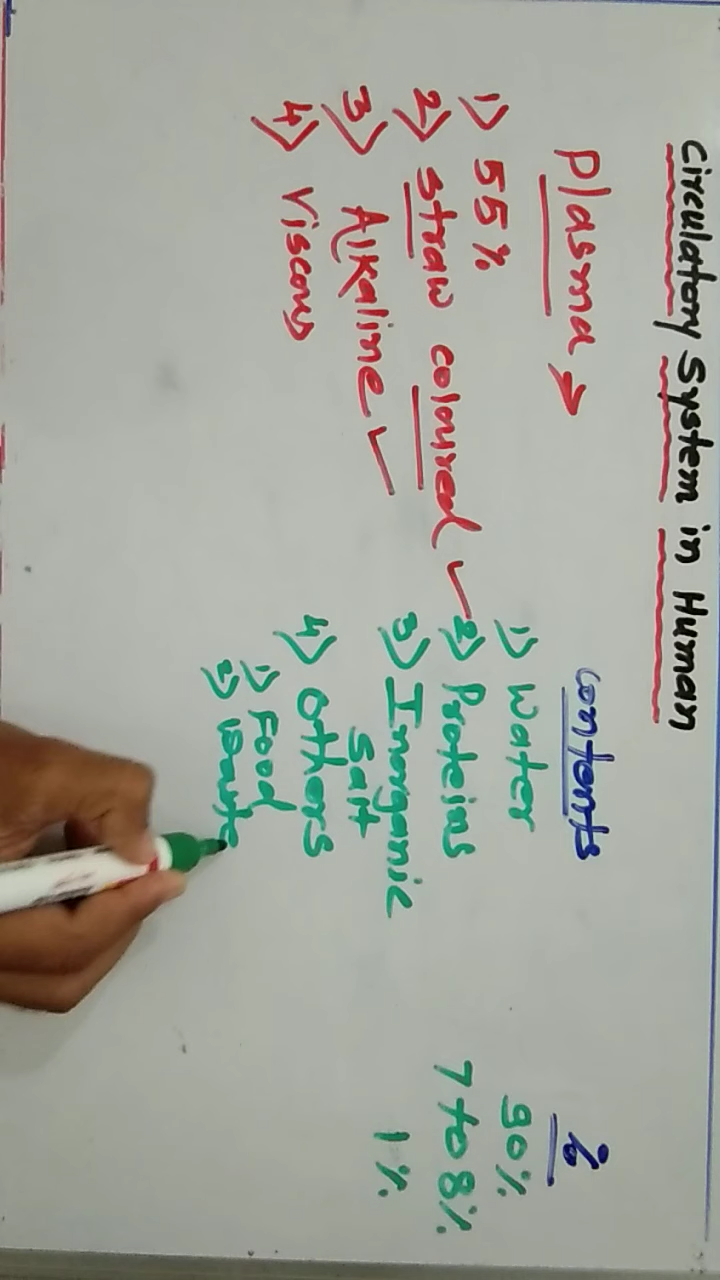 Circulatory System in Human
Plasma →
1) 55%
2) straw coloured ✓
3) Alkaline ✓
4) Viscous
Contents
1) Water
2) Proteins
3) Inorganic
Salt
4) Others
1) Food
2) Waste
%
90%
7 to 8%
1%